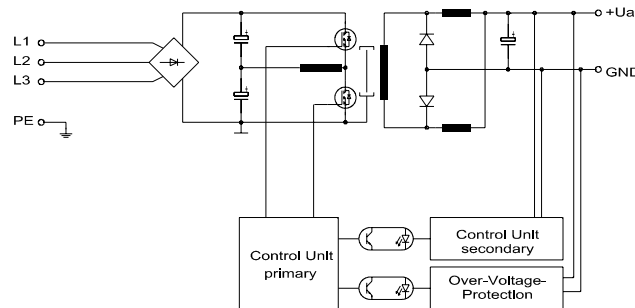 L1
L2
L3
PE
+Ua
GND
Control Unit
primary
Control Unit
secondary
Over-Voltage-
Protection